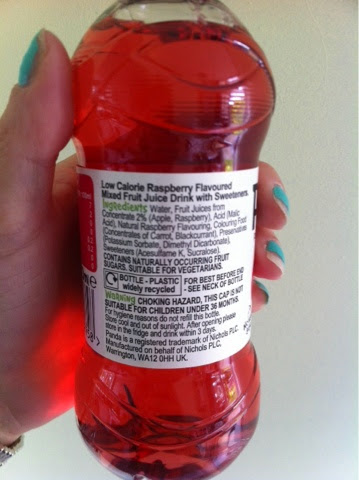 Low Calorie Raspberry Flavoured
Mixed Fruit Juice Drink with Sweeteners.
Ingredients Water, Fruit Juices from
Concentrate 2% (Apple, Raspberry), Acid (Malic
Acid), Natural Raspberry Flavouring, Colouring Food
(Concentrates of Carrot, Blackcurrant), Preservatives
(Potassium Sorbate, Dimethyl Dicarbonate),
Sweeteners (Acesulfame K, Sucralose).
CONTAINS NATURALLY OCCURRING FRUIT
SUGARS. SUITABLE FOR VEGETARIANS.
BOTTLE - PLASTIC
widely recycled
FOR BEST BEFORE END
- SEE NECK OF BOTTLE
WARNING CHOKING HAZARD, THIS CAP IS NOT
SUITABLE FOR CHILDREN UNDER 36 MONTHS
For hygiene reasons do not refill this bottle.
Store cool and out of sunlight. After opening please
store in the fridge and drink within 3 days.
Panda is a registered trademark of Nichols PLC.
Manufactured on behalf of Nichols PLC,
Warrington, WA12 0HH UK.